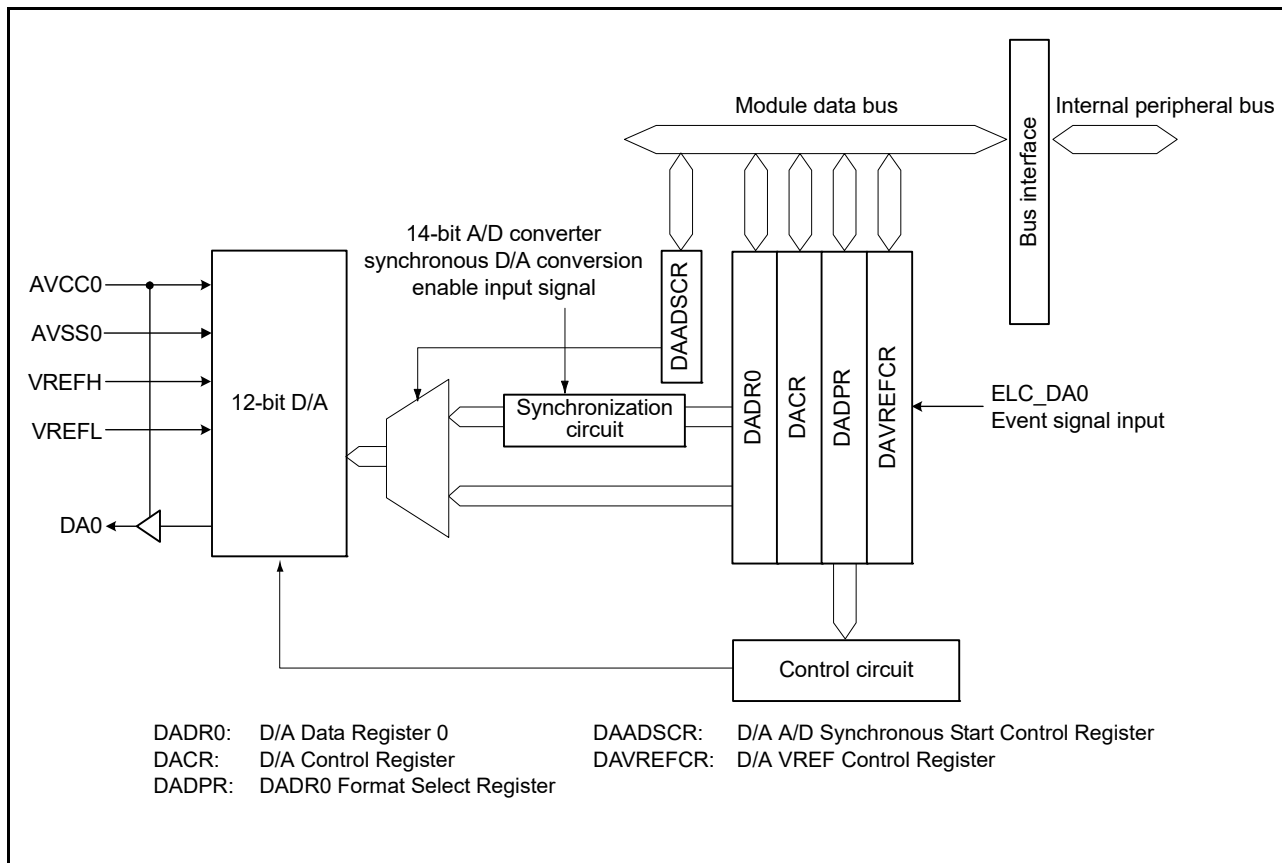 Module data bus
Internal peripheral bus
Bus interface
14-bit A/D converter
synchronous D/A conversion
enable input signal
DAADSCR
AVCC0
AVSS0
VREFH
VREFL
DA0
12-bit D/A
Synchronization
circuit
DADR0
DACR
DADPR
DAVREFCR
ELC_DA0
Event signal input
Control circuit
DADR0: D/A Data Register 0
DACR: D/A Control Register
DADPR: DADR0 Format Select Register
DAADSCR: D/A A/D Synchronous Start Control Register
DAVREFCR: D/A VREF Control Register